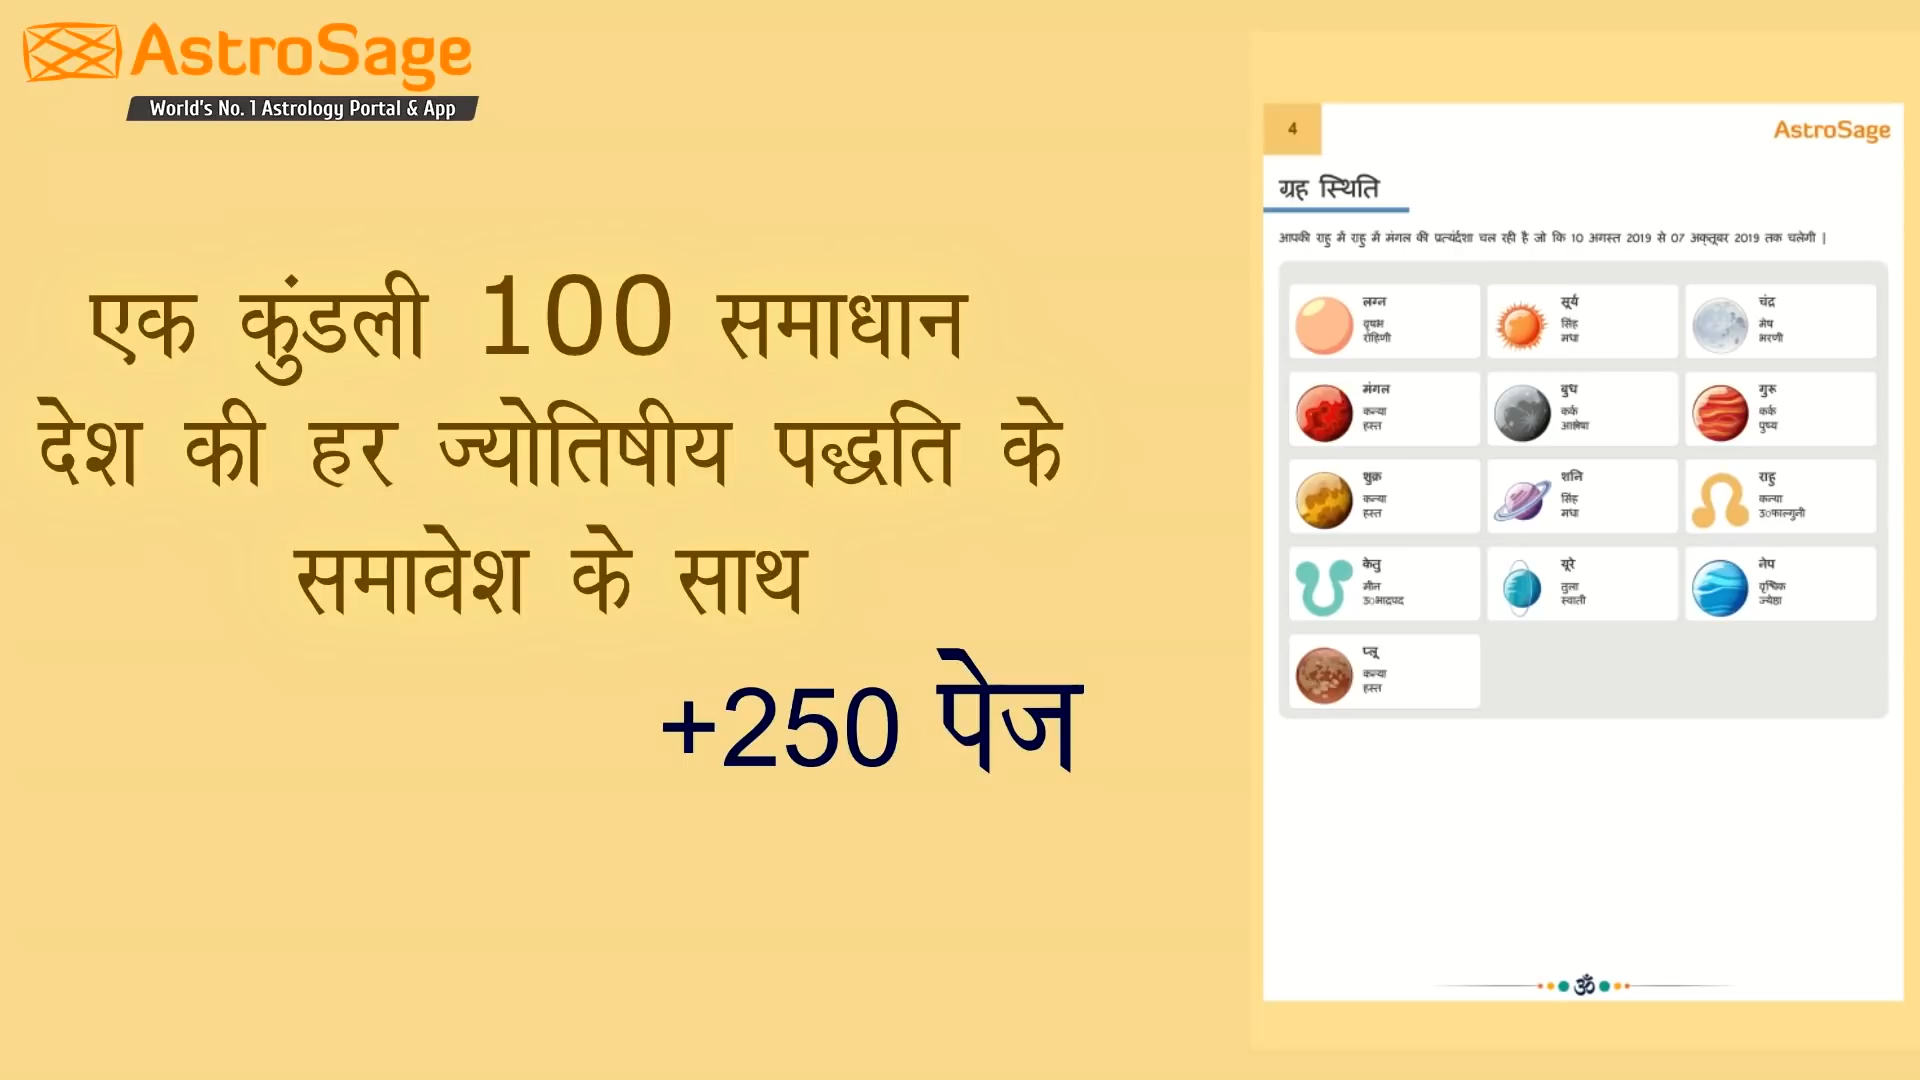 AstroSage
World's No. 1 Astrology Portal & App
एक कुंडली 100 समाधान
देश की हर ज्योतिषीय पद्धति के
समावेश के साथ
+250 पेज
4
AstroSage
ग्रह स्थिति
आपकी राहु में राहु में मंगल की प्रत्यंर्दशा चल रही है जो कि 10 अगस्त 2019 से 07 अक्तूबर 2019 तक चलेगी |
लग्न
वृषभ
रोहिणी
सूर्य
सिंह
मघा
चंद्र
मेष
भरणी
मंगल
कन्या
हस्त
बुध
कर्क
आश्लेषा
गुरु
कर्क
पुष्य
शुक्र
कन्या
हस्त
शनि
सिंह
मघा
राहु
कन्या
उ०फाल्गुनी
केतु
मीन
उ०भाद्रपद
यूरे
तुला
स्वाती
नेप
वृश्चिक
ज्येष्ठा
प्लू
कन्या
हस्त
ॐ